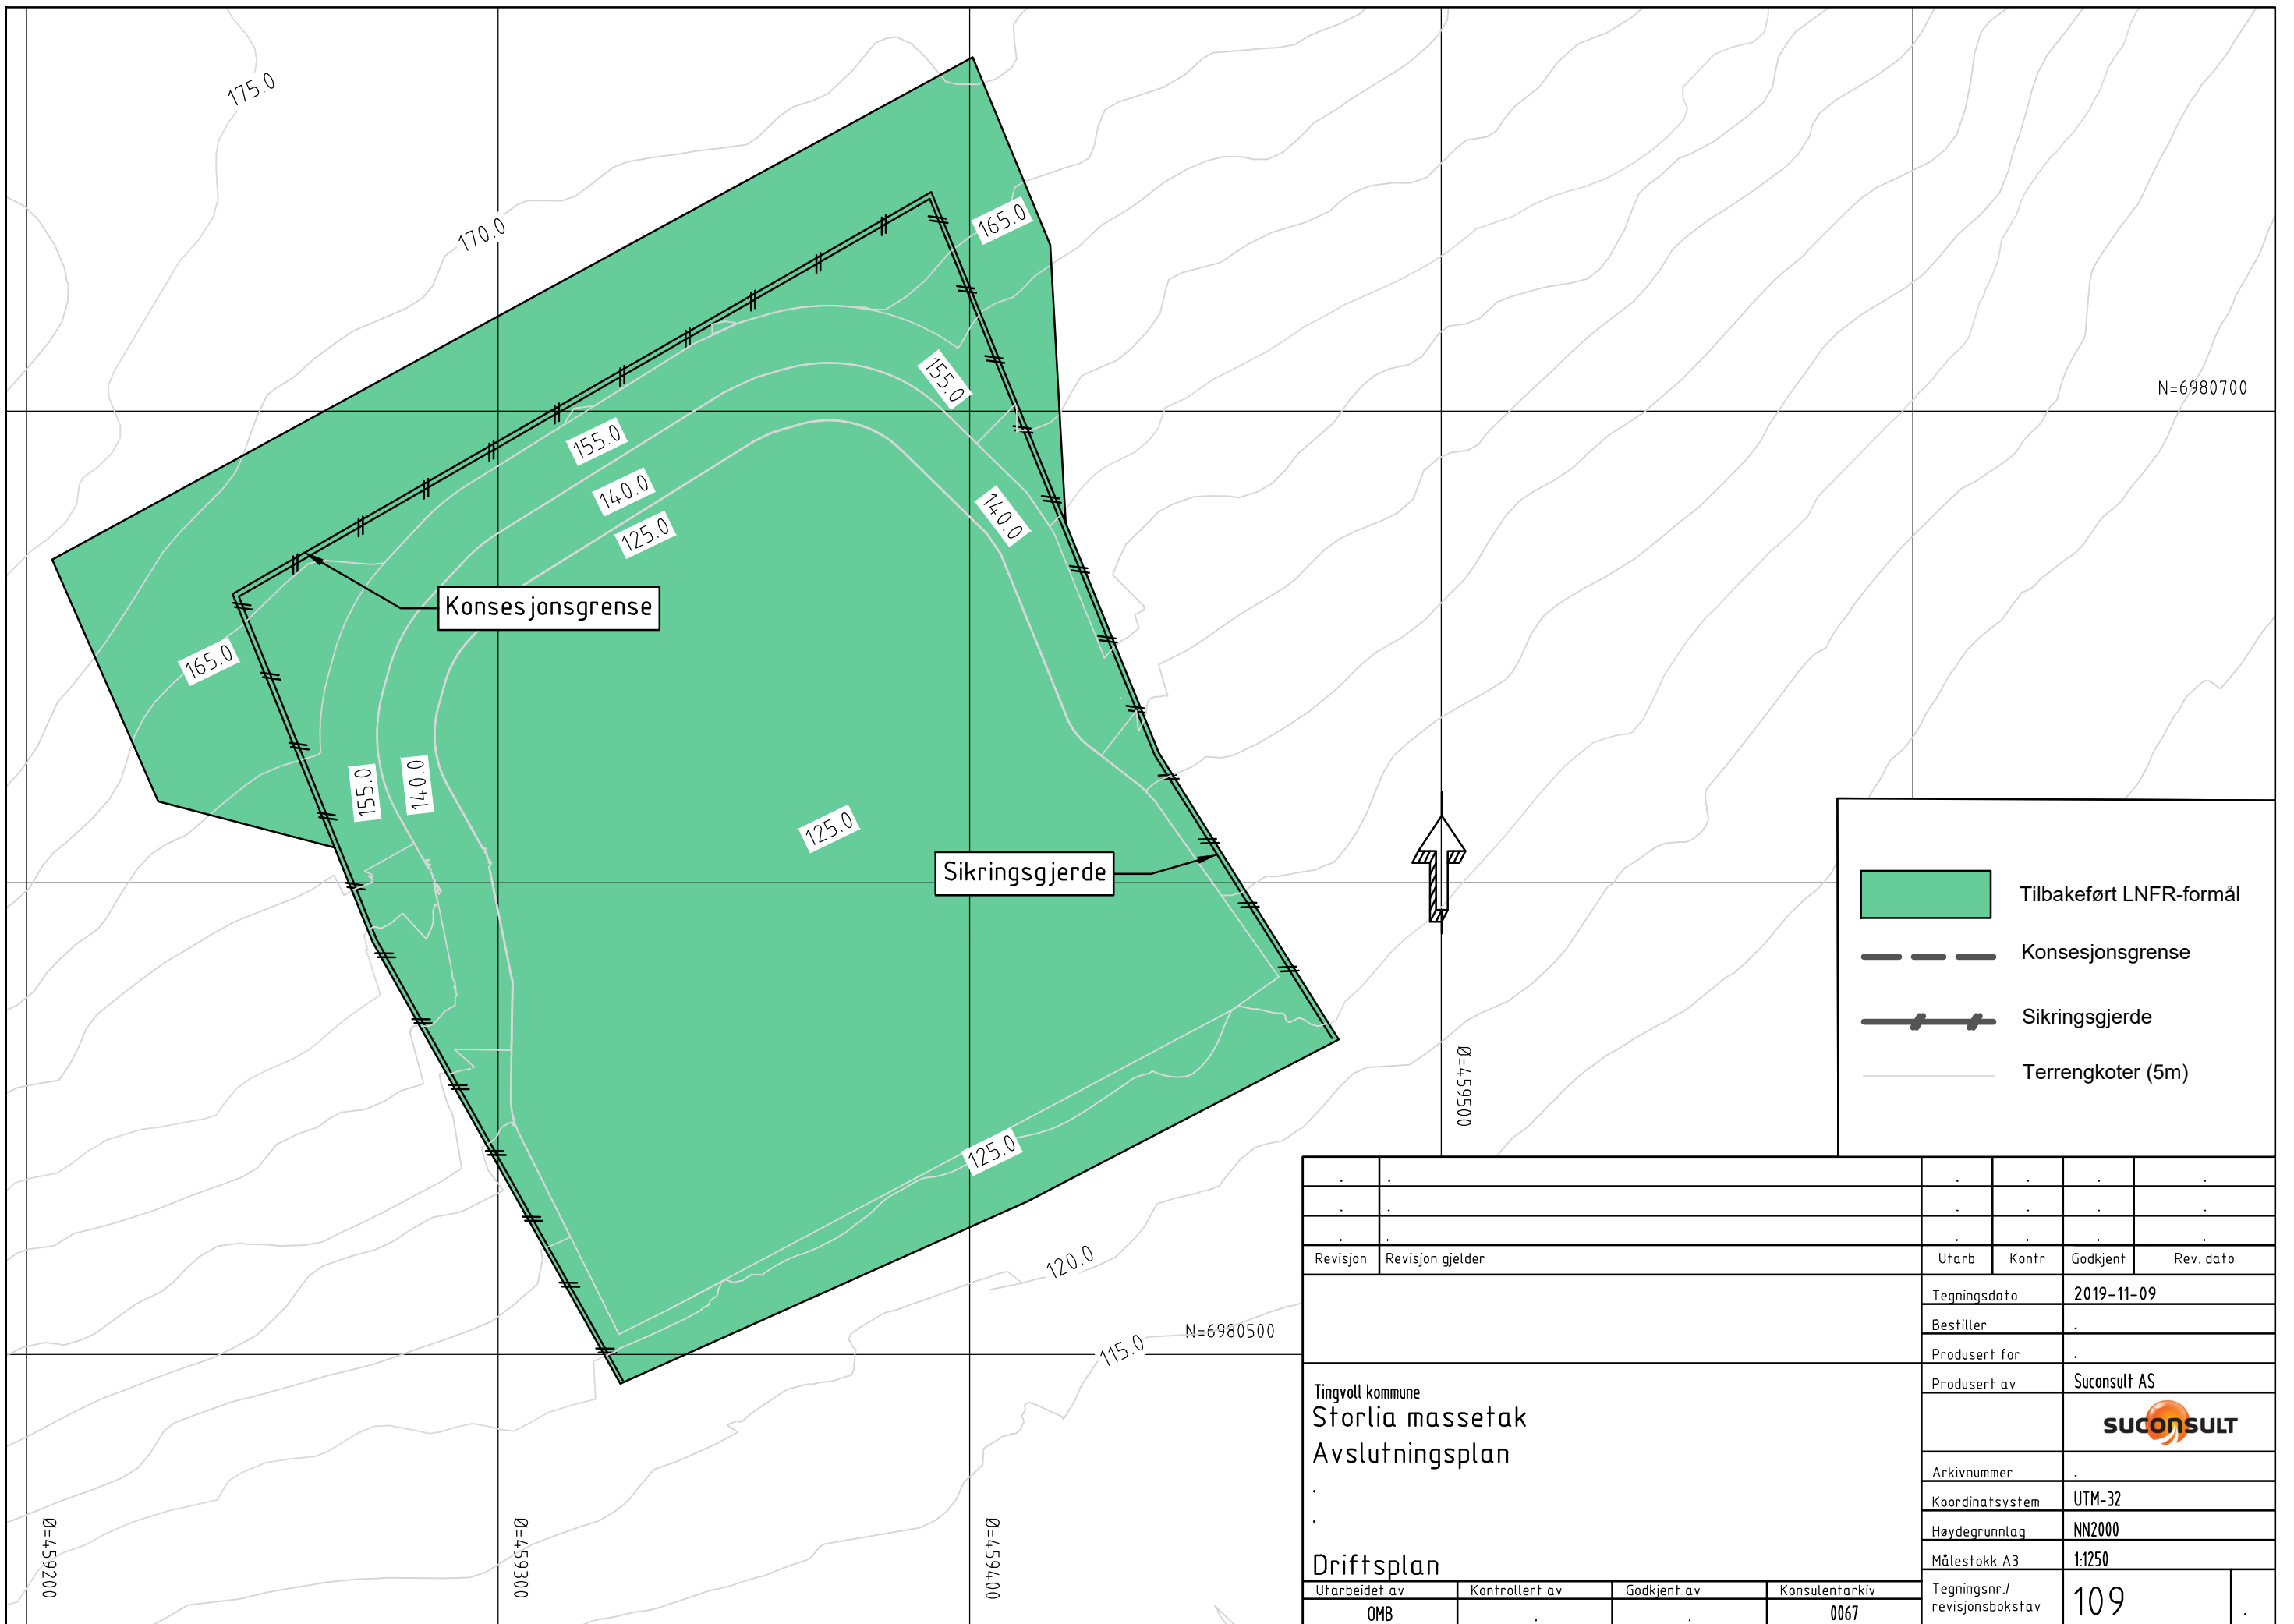 175.0
170.0
165.0
N=6980700
155.0
155.0
140.0
140.0
125.0
Konsesjonsgrense
165.0
155.0
140.0
125.0
Sikringsgjerde
Tilbakeført LNFR-formål
Konsesjonsgrense
Sikringsgjerde
Terrengkoter (5m)
Ø=459500
125.0
120.0
115.0
N=6980500
Ø=459200
Ø=459300
Ø=459400
Revisjon Revisjon gjelder Utarb Kontr Godkjent Rev. dato
Tegningsdato 2019-11-09
Bestiller .
Produsert for .
Produsert av Suconsult AS
suconsult
Tingvoll kommune
Storlia massetak
Avslutningsplan
.
.
Driftsplan
Arkivnummer .
Koordinatsystem UTM-32
Høydegrunnlag NN2000
Målestokk A3 1:1250
Utarbeidet av Kontrollert av Godkjent av Konsulentarkiv
OMB . . 0067
Tegningsnr./
revisjonsbokstav
109 .